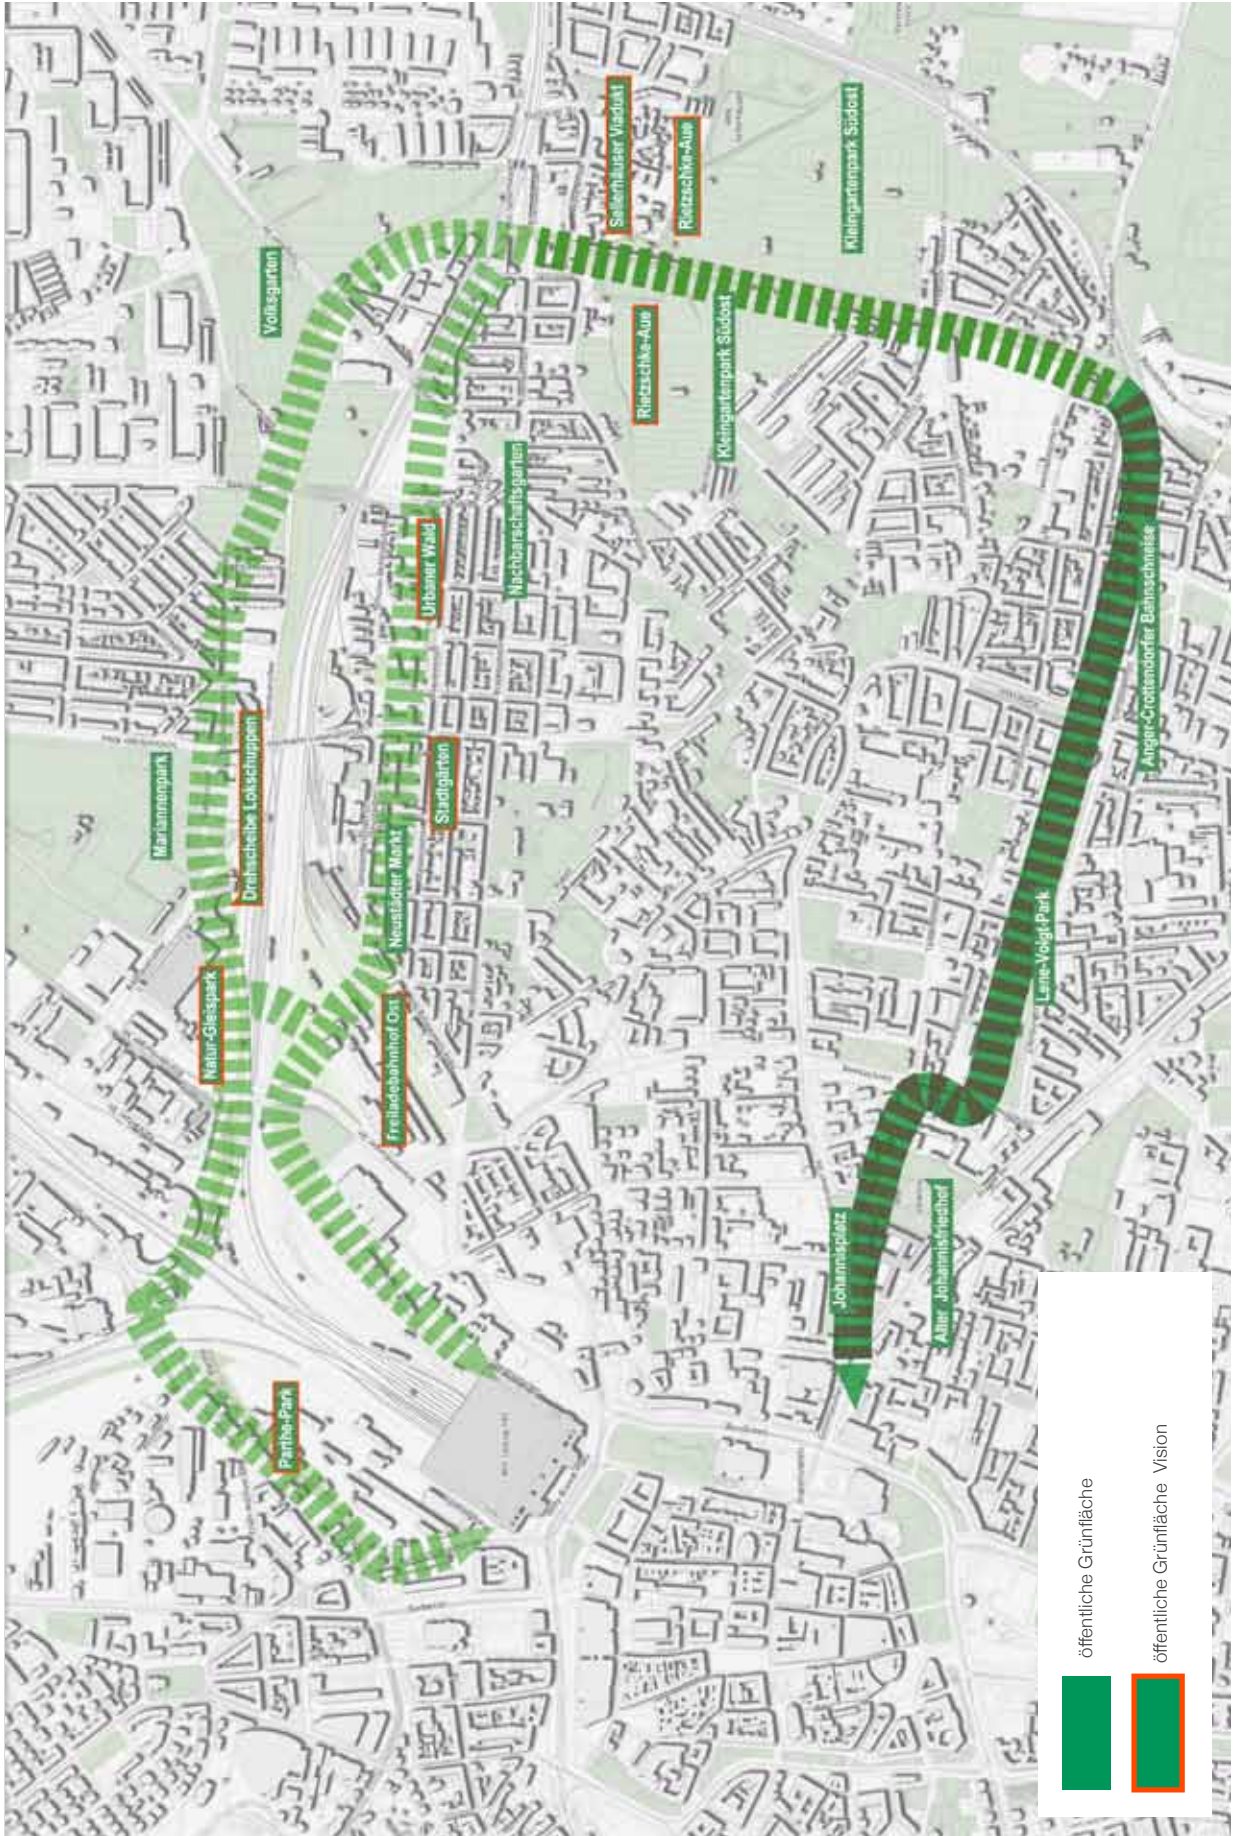 Mariannenpark
Natur-Gleispark
Drehscheibe Lokschuppen
Volksgarten
Parthe-Park
Freiladebahnhof Ost
Neustädter Markt
Urbaner Wald
Stadtgärten
Nachbarschaftsgarten
Sellerhäuser Viadukt
Rietzschke-Aue
Rietzschke-Aue
Kleingartenpark Südost
Johannisplatz
Kleingartenpark Südost
Alter Johannisfriedhof
Lene-Voigt-Park
Anger-Crottendorfer Bahnschneise
öffentliche Grünfläche
öffentliche Grünfläche Vision